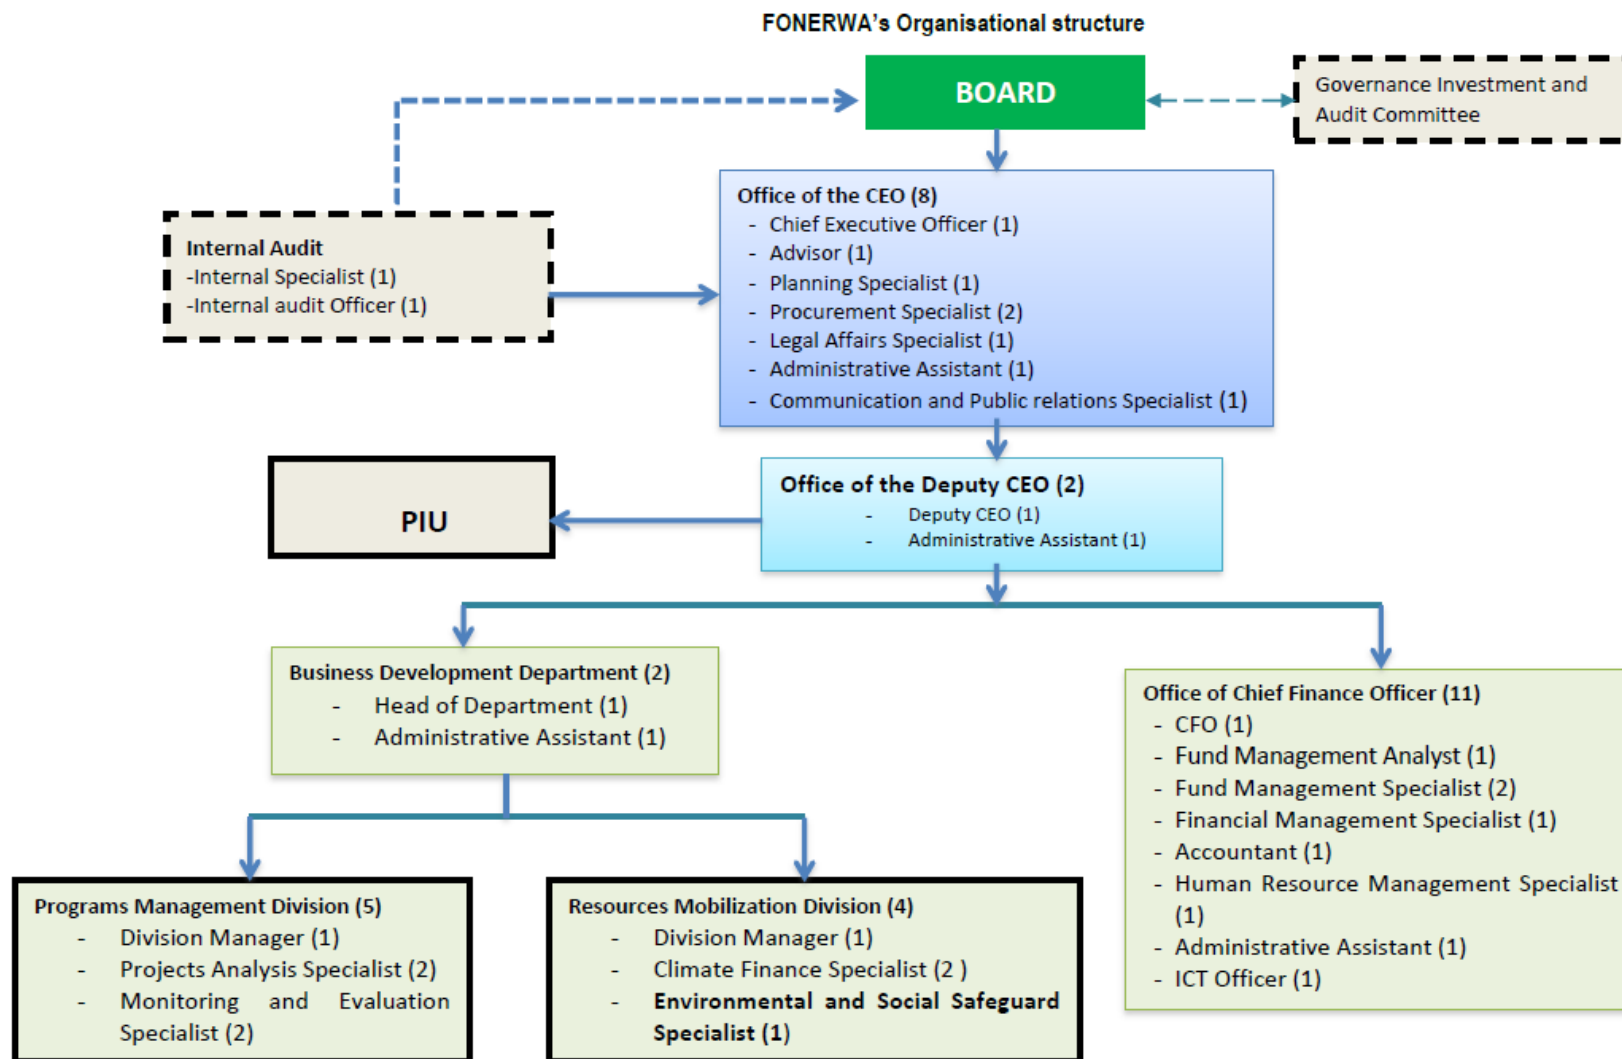 FONERWA's Organisational structure
BOARD
Governance Investment and
Audit Committee
Office of the CEO (8)
- Chief Executive Officer (1)
- Advisor (1)
- Planning Specialist (1)
- Procurement Specialist (2)
- Legal Affairs Specialist (1)
- Administrative Assistant (1)
- Communication and Public relations Specialist (1)
Internal Audit
-Internal Specialist (1)
-Internal audit Officer (1)
PIU
Office of the Deputy CEO (2)
- Deputy CEO (1)
- Administrative Assistant (1)
Business Development Department (2)
- Head of Department (1)
- Administrative Assistant (1)
Office of Chief Finance Officer (11)
- CFO (1)
- Fund Management Analyst (1)
- Fund Management Specialist (2)
- Financial Management Specialist (1)
- Accountant (1)
- Human Resource Management Specialist
(1)
- Administrative Assistant (1)
- ICT Officer (1)
Programs Management Division (5)
- Division Manager (1)
- Projects Analysis Specialist (2)
- Monitoring and Evaluation
Specialist (2)
Resources Mobilization Division (4)
- Division Manager (1)
- Climate Finance Specialist (2 )
- Environmental and Social Safeguard
Specialist (1)